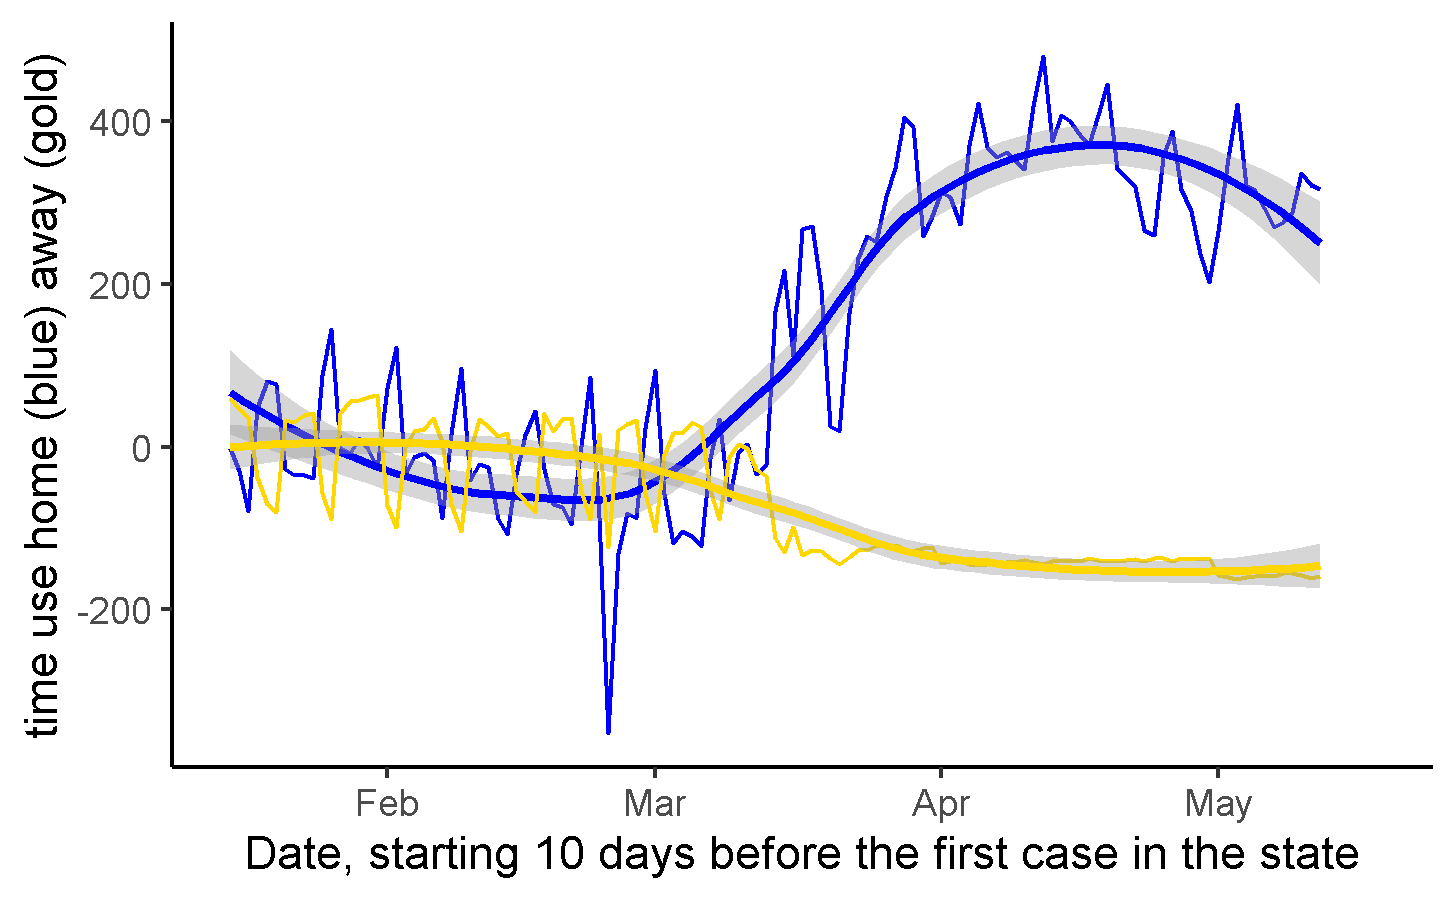 time use home (blue) away (gold)
400
200
0
-200
Feb Mar Apr May
Date, starting 10 days before the first case in the state